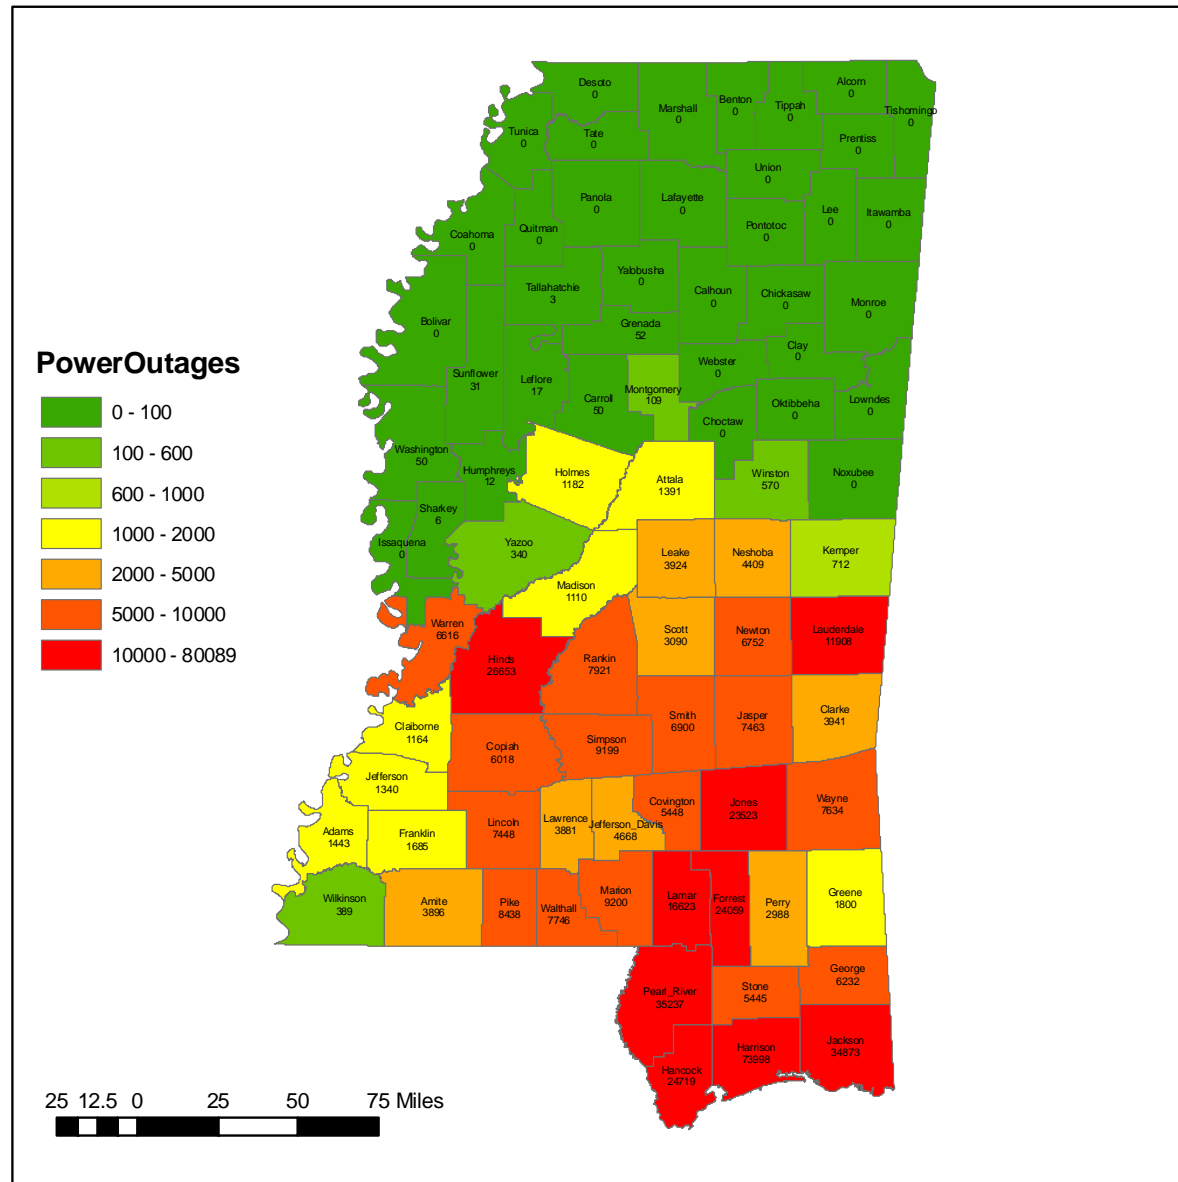 Desoto
0
Marshall
0
Benton
0
Tippah
0
Alcorn
0
Tishomingo
0
Tunica
0
Tate
0
Prentiss
0
Union
0
Panola
0
Lafayette
0
Lee
0
Itawamba
0
Coahoma
0
Quitman
0
Pontotoc
0
Tallahatchie
3
Yalobusha
0
Calhoun
0
Chickasaw
0
Monroe
0
Bolivar
0
Grenada
52
Clay
0
Sunflower
31
Leflore
17
Carroll
50
Montgomery
109
Webster
0
Choctaw
0
Oktibbeha
0
Lowndes
0
Washington
50
Humphreys
12
Holmes
1182
Attala
1391
Winston
570
Noxubee
0
Sharkey
6
Issaquena
0
Yazoo
340
Madison
1110
Leake
3924
Neshoba
4409
Kemper
712
Warren
6616
Hinds
26653
Rankin
7921
Scott
3090
Newton
6752
Lauderdale
11908
Claiborne
1164
Copiah
6018
Simpson
9199
Smith
6900
Jasper
7463
Clarke
3941
Jefferson
1340
Adams
1443
Franklin
1685
Lincoln
7448
Lawrence
3881
Jefferson_Davis
4668
Covington
5448
Jones
23523
Wayne
7634
Wilkinson
389
Amite
3896
Pike
8438
Walthall
7746
Marion
9200
Lamar
16623
Forrest
24059
Perry
2988
Greene
1800
Pearl_River
35237
Stone
5445
George
6232
Hancock
24719
Harrison
73998
Jackson
34873
PowerOutages
0 - 100
100 - 600
600 - 1000
1000 - 2000
2000 - 5000
5000 - 10000
10000 - 80089
25 12.5 0 25 50 75 Miles